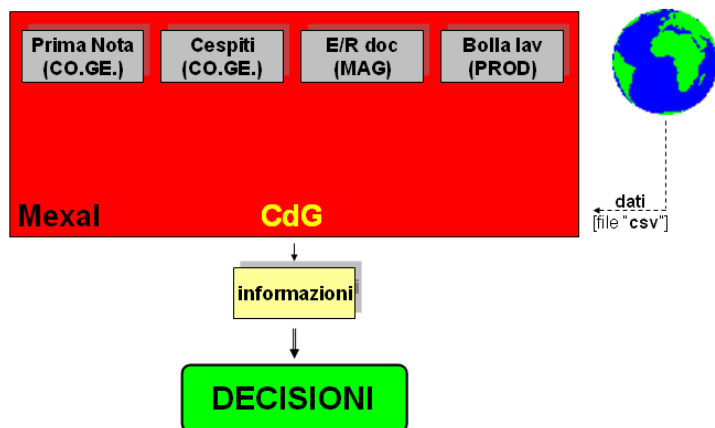 Prima Nota
(CO.GE.)
Cespiti
(CO.GE.)
E/R doc
(MAG)
Bolla lav
(PROD)
Mexal
CdG
dati
[file "csv"]
informazioni
DECISIONI